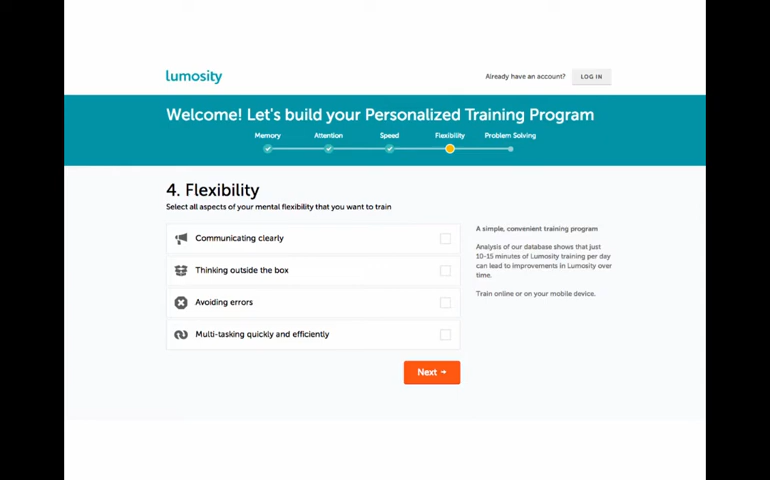 lumosity
Already have an account?
LOG IN
Welcome! Let's build your Personalized Training Program
Memory
Attention
Speed
Flexibility
Problem Solving
4. Flexibility
Select all aspects of your mental flexibility that you want to train
Communicating clearly
Thinking outside the box
Avoiding errors
Multi-tasking quickly and efficiently
Next →
A simple, convenient training program
Analysis of our database shows that just
10-15 minutes of Lumosity training per day
can lead to improvements in Lumosity over
time.
Train online or on your mobile device.